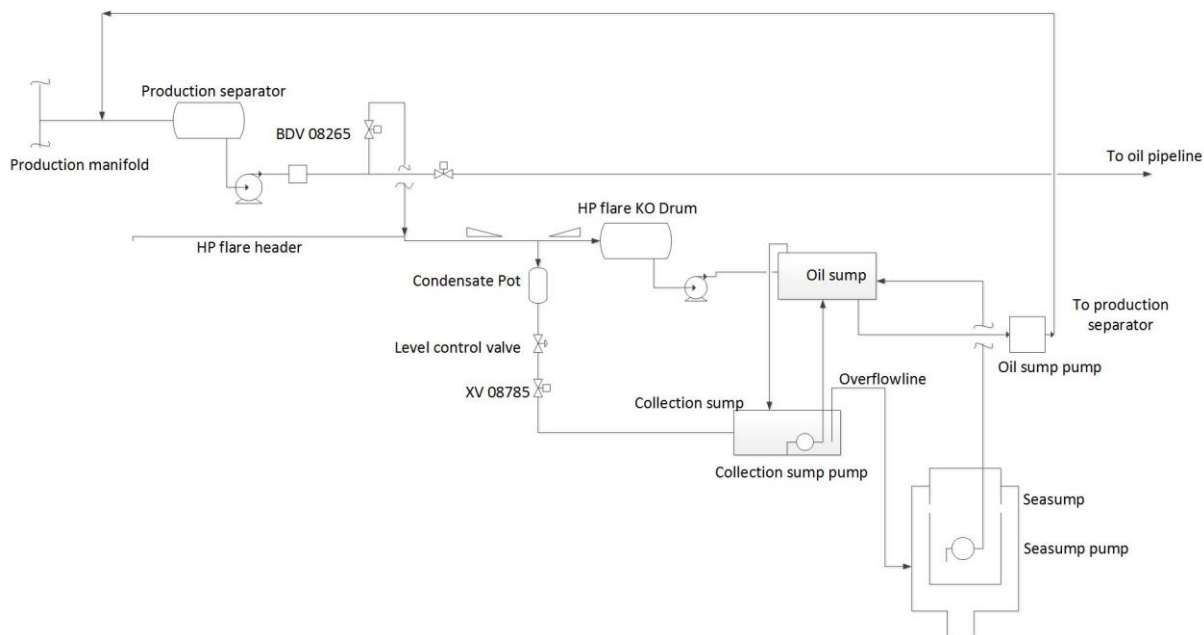 Production separator
BDV 08265
Production manifold
To oil pipeline
HP flare KO Drum
HP flare header
Condensate Pot
Oil sump
To production
separator
Level control valve
Oil sump pump
XV 08785
Overflowline
Collection sump
Collection sump pump
Seasump
Seasump pump